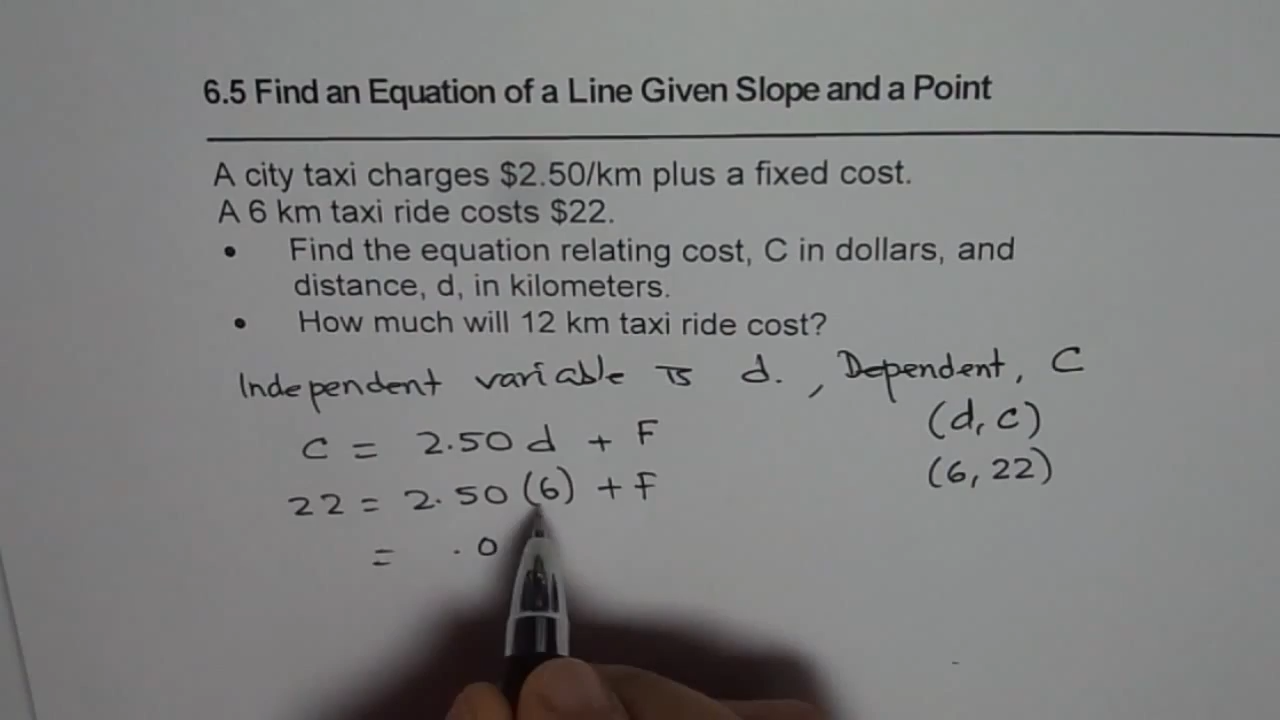 6.5 Find an Equation of a Line Given Slope and a Point
A city taxi charges $2.50/km plus a fixed cost.
A 6 km taxi ride costs $22.
• Find the equation relating cost, C in dollars, and
distance, d, in kilometers.
• How much will 12 km taxi ride cost?
Independent variable is d. , Dependent, C
(d, C)
C = 2.50 d + F
(6, 22)
22 = 2.50 (6) + F
= .0